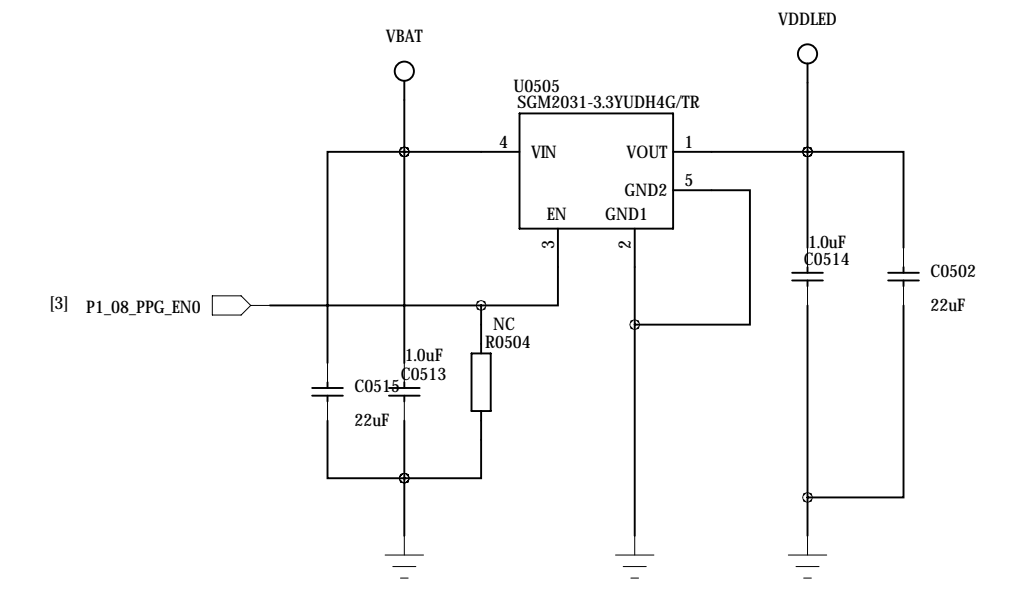 VDDLED
VBAT
U0505
SGM2031-3.3YUDH4G/TR
4
VIN
VOUT
1
GND2
5
EN
GND1
3
2
1.0uF
C0514
C0502
22uF
[3]
P1_08_PPG_EN0
NC
R0504
1.0uF
C0513
C0515
22uF